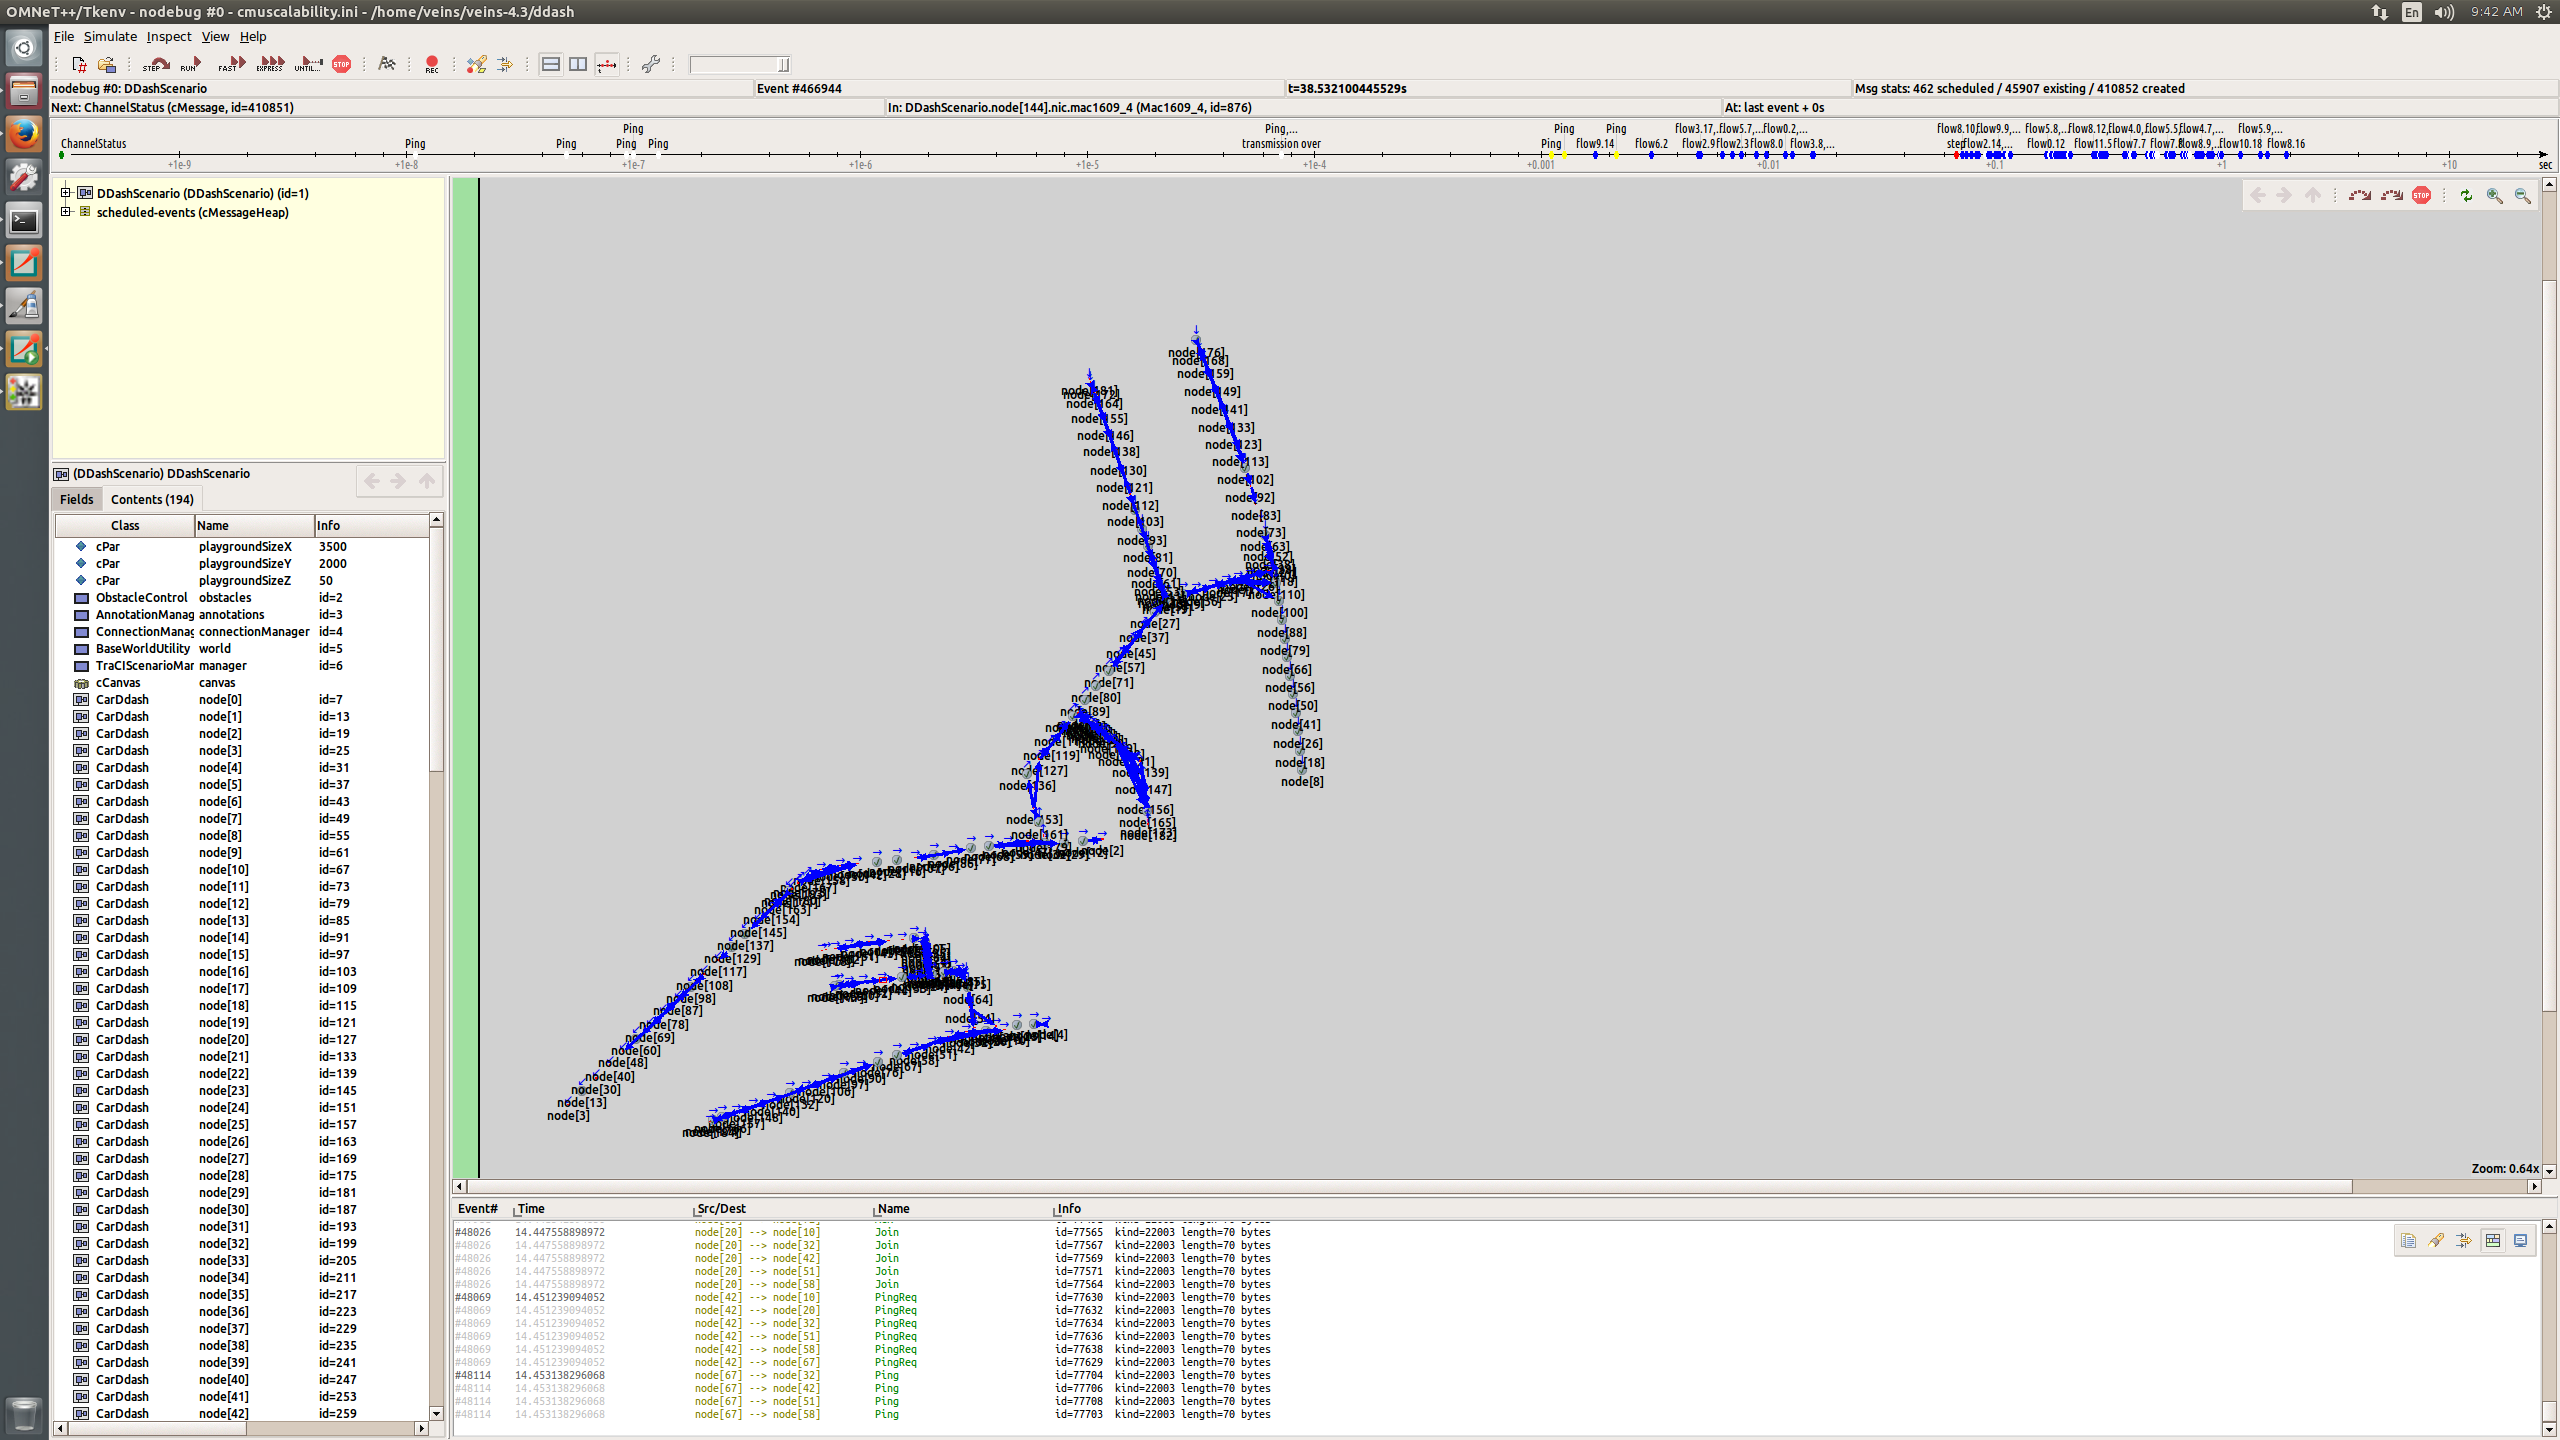 OMNeT++/Tkenv - nodebug #0 - cmuscalability.ini - /home/veins/veins-4.3/ddash
En
9:42 AM
File Simulate Inspect View Help
STEP RUN FAST EXPRESS UNTIL... STOP REC
nodebug #0: DDashScenario
Event #466944
t=38.532100445529s
Msg stats: 462 scheduled / 45907 existing / 410852 created
Next: ChannelStatus (cMessage, id=410851)
In: DDashScenario.node[144].nic.mac1609_4 (Mac1609_4, id=876)
At: last event + 0s
Ping Ping,... Ping Ping flow3.17,... flow5.7,... flow0.2,... flow5.9,...
ChannelStatus Ping Ping Ping Ping transmission over Ping flow9.14 flow6.2 flow2.9 flow2.3 flow8.0 flow3.8,... flow0.12 flow11.5 flow7.7 flow10.18 flow8.16
+1e-9 +1e-8 +1e-7 +1e-6 +1e-5 +1e-4 +0.001 +0.01 +0.1 +1 +10 sec
DDashScenario (DDashScenario) (id=1)
scheduled-events (cMessageHeap)
(DDashScenario) DDashScenario
Fields Contents (194)
Class Name Info
cPar playgroundSizeX 3500
cPar playgroundSizeY 2000
cPar playgroundSizeZ 50
ObstacleControl obstacles id=2
AnnotationManag annotations id=3
ConnectionManag connectionManager id=4
BaseWorldUtility world id=5
TraCIScenarioMar manager id=6
cCanvas canvas
CarDdash node[0] id=7
CarDdash node[1] id=13
CarDdash node[2] id=19
CarDdash node[3] id=25
CarDdash node[4] id=31
CarDdash node[5] id=37
CarDdash node[6] id=43
CarDdash node[7] id=49
CarDdash node[8] id=55
CarDdash node[9] id=61
CarDdash node[10] id=67
CarDdash node[11] id=73
CarDdash node[12] id=79
CarDdash node[13] id=85
CarDdash node[14] id=91
CarDdash node[15] id=97
CarDdash node[16] id=103
CarDdash node[17] id=109
CarDdash node[18] id=115
CarDdash node[19] id=121
CarDdash node[20] id=127
CarDdash node[21] id=133
CarDdash node[22] id=139
CarDdash node[23] id=145
CarDdash node[24] id=151
CarDdash node[25] id=157
CarDdash node[26] id=163
CarDdash node[27] id=169
CarDdash node[28] id=175
CarDdash node[29] id=181
CarDdash node[30] id=187
CarDdash node[31] id=193
CarDdash node[32] id=199
CarDdash node[33] id=205
CarDdash node[34] id=211
CarDdash node[35] id=217
CarDdash node[36] id=223
CarDdash node[37] id=229
CarDdash node[38] id=235
CarDdash node[39] id=241
CarDdash node[40] id=247
CarDdash node[41] id=253
CarDdash node[42] id=259
STOP
node[176]
node[168]
node[159]
node[149]
node[141]
node[133]
node[123]
node[113]
node[102]
node[92]
node[83]
node[73]
node[63]
node[110]
node[100]
node[88]
node[79]
node[66]
node[56]
node[50]
node[41]
node[26]
node[18]
node[8]
node[164]
node[155]
node[146]
node[138]
node[130]
node[121]
node[112]
node[103]
node[93]
node[81]
node[70]
node[27]
node[37]
node[45]
node[57]
node[71]
node[80]
node[89]
node[119]
node[127]
node[136]
node[139]
node[147]
node[156]
node[165]
node[182]
node[153]
node[161]
node[2]
node[163]
node[154]
node[145]
node[137]
node[129]
node[117]
node[108]
node[98]
node[87]
node[78]
node[69]
node[60]
node[48]
node[40]
node[30]
node[13]
node[3]
node[64]
node[54]
node[4]
node[42]
node[51]
node[58]
node[67]
node[76]
node[90]
node[97]
node[106]
node[120]
node[132]
node[140]
node[148]
node[157]
Zoom: 0.64x
Event# Time Src/Dest Name Info
#48026 14.447558898972 node[20] --> node[10] Join id=77565 kind=22003 length=70 bytes
#48026 14.447558898972 node[20] --> node[32] Join id=77567 kind=22003 length=70 bytes
#48026 14.447558898972 node[20] --> node[42] Join id=77569 kind=22003 length=70 bytes
#48026 14.447558898972 node[20] --> node[51] Join id=77571 kind=22003 length=70 bytes
#48026 14.447558898972 node[20] --> node[58] Join id=77564 kind=22003 length=70 bytes
#48069 14.451239094052 node[42] --> node[10] PingReq id=77630 kind=22003 length=70 bytes
#48069 14.451239094052 node[42] --> node[20] PingReq id=77632 kind=22003 length=70 bytes
#48069 14.451239094052 node[42] --> node[32] PingReq id=77634 kind=22003 length=70 bytes
#48069 14.451239094052 node[42] --> node[51] PingReq id=77636 kind=22003 length=70 bytes
#48069 14.451239094052 node[42] --> node[58] PingReq id=77638 kind=22003 length=70 bytes
#48069 14.451239094052 node[42] --> node[67] PingReq id=77629 kind=22003 length=70 bytes
#48114 14.453138296068 node[67] --> node[32] Ping id=77704 kind=22003 length=70 bytes
#48114 14.453138296068 node[67] --> node[42] Ping id=77706 kind=22003 length=70 bytes
#48114 14.453138296068 node[67] --> node[51] Ping id=77708 kind=22003 length=70 bytes
#48114 14.453138296068 node[67] --> node[58] Ping id=77703 kind=22003 length=70 bytes